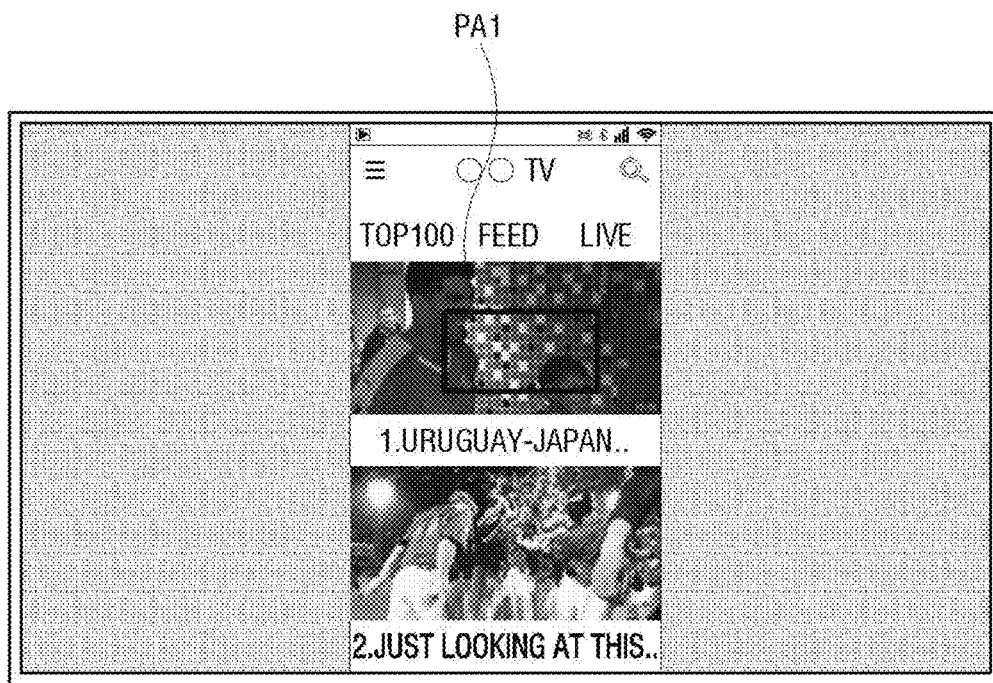 PA1
○○ TV
TOP100 FEED LIVE
1.URUGUAY-JAPAN..
2.JUST LOOKING AT THIS..